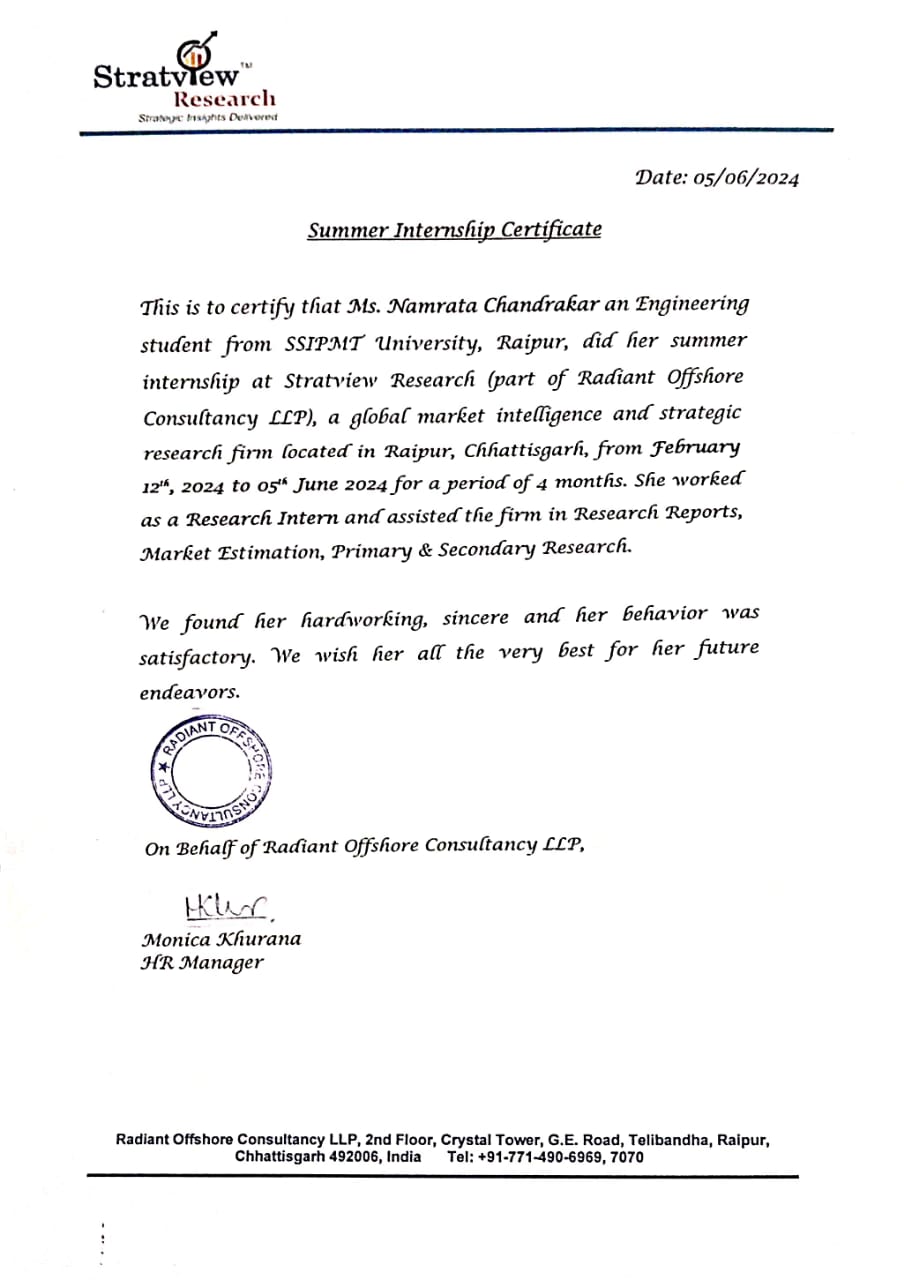 Stratview™
Research
Strategic Insights Delivered
Date: 05/06/2024
Summer Internship Certificate
This is to certify that Ms. Namrata Chandrakar an Engineering
student from SSIPMT University, Raipur, did her summer
internship at Stratview Research (part of Radiant Offshore
Consultancy LLP), a global market intelligence and strategic
research firm located in Raipur, Chhattisgarh, from February
12th, 2024 to 05th June 2024 for a period of 4 months. She worked
as a Research Intern and assisted the firm in Research Reports,
Market Estimation, Primary & Secondary Research.
We found her hardworking, sincere and her behavior was
satisfactory. We wish her all the very best for her future
endeavors.
★ RADIANT OFFSHORE CONSULTANCY LLP
On Behalf of Radiant Offshore Consultancy LLP,
Monica Khurana
HR Manager
Radiant Offshore Consultancy LLP, 2nd Floor, Crystal Tower, G.E. Road, Telibandha, Raipur,
Chhattisgarh 492006, India Tel: +91-771-490-6969, 7070